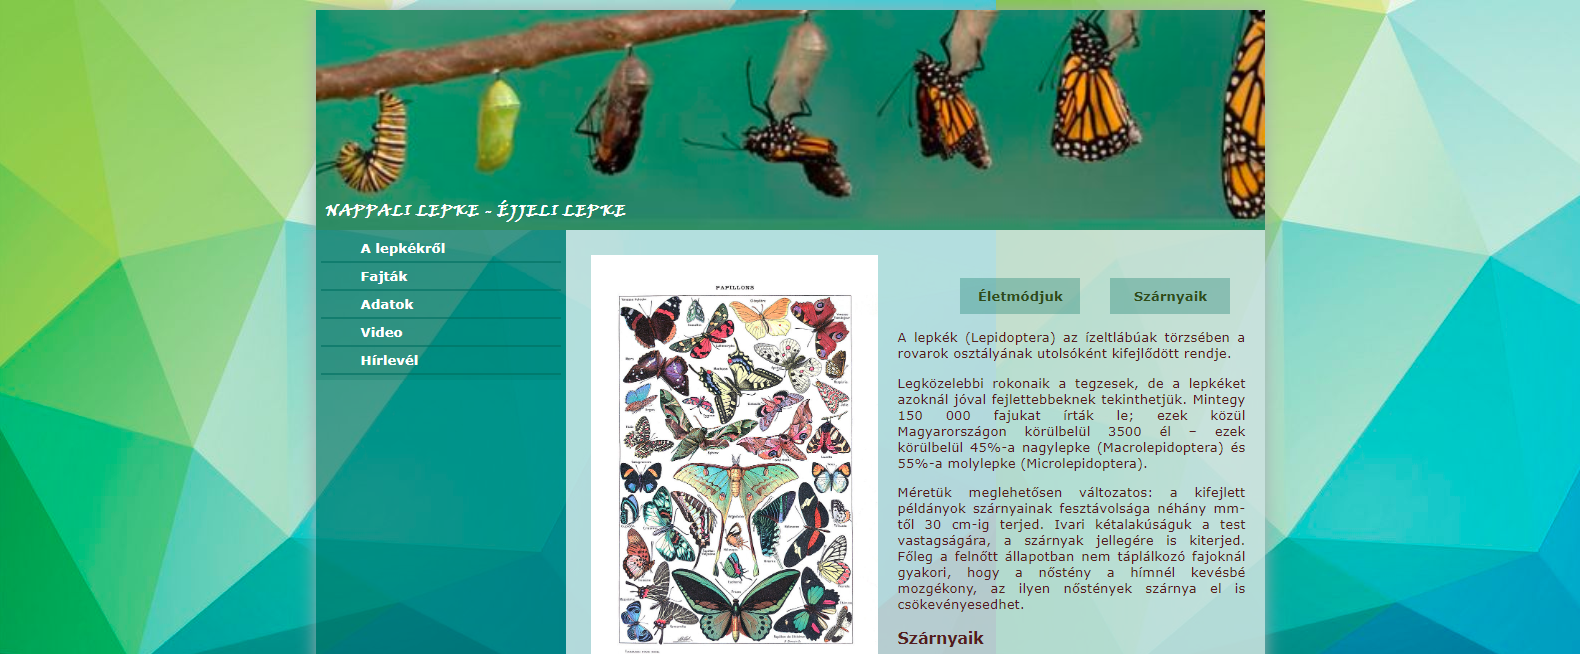 NAPPALI LEPKE - ÉJJELI LEPKE
A lepkékről
Fajták
Adatok
Video
Hírlevél
PAPILLONS
Életmódjuk
Szárnyaik
A lepkék (Lepidoptera) az ízeltlábúak törzsében a
rovarok osztályának utolsóként kifejlődött rendje.
Legközelebbi rokonaik a tegzesek, de a lepkéket
azoknál jóval fejlettebbeknek tekinthetjük. Mintegy
150 000 fajukat írták le; ezek közül
Magyarországon körülbelül 3500 él – ezek
körülbelül 45%-a nagylepke (Macrolepidoptera) és
55%-a molylepke (Microlepidoptera).
Méretük meglehetősen változatos: a kifejlett
példányok szárnyainak fesztávolsága néhány mm-
től 30 cm-ig terjed. Ivari kétalakúságuk a test
vastagságára, a szárnyak jellegére is kiterjed.
Főleg a felnőtt állapotban nem táplálkozó fajoknál
gyakori, hogy a nőstény a hímnél kevésbé
mozgékony, az ilyen nőstények szárnya el is
csökevényesedhet.
Szárnyaik